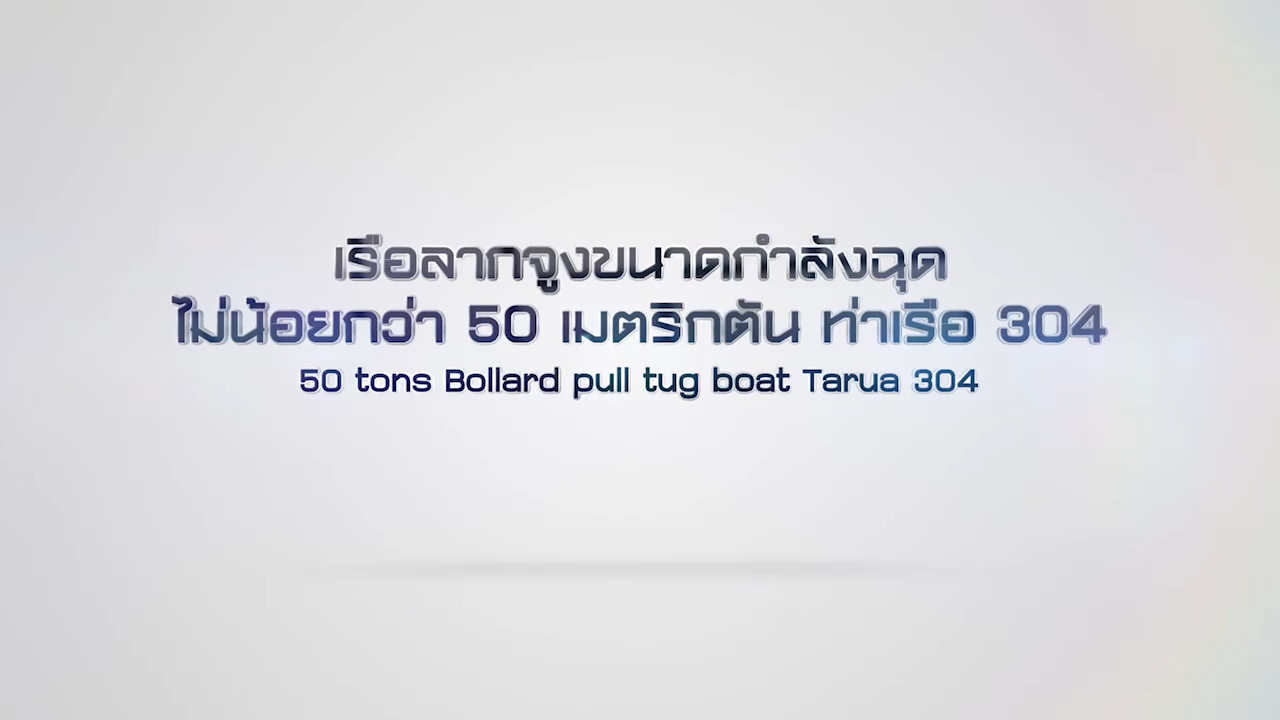 เรือลากจูงขนาดกำลังฉุด
ไม่น้อยกว่า 50 เมตริกตัน ท่าเรือ 304
50 tons Bollard pull tug boat Tarua 304